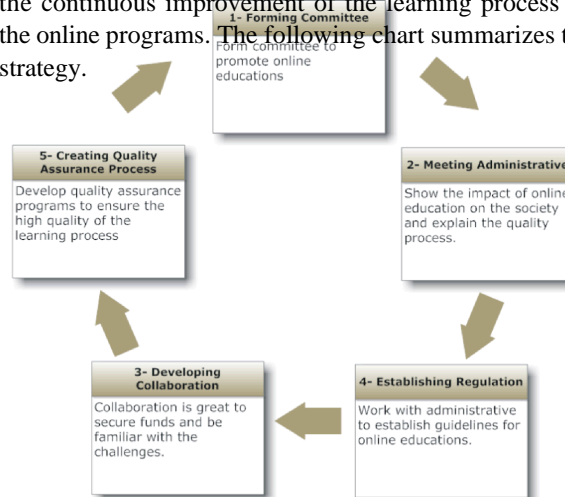 the continuous improvement of the learning process
the online programs. The following chart summarizes t
strategy.
1- Forming Committee
Form committee to
promote online
educations
2- Meeting Administrative
Show the impact of online
education on the society
and explain the quality
process.
4- Establishing Regulation
Work with administrative
to establish guidelines for
online educations.
3- Developing
Collaboration
Collaboration is great to
secure funds and be
familiar with the
challenges.
5- Creating Quality
Assurance Process
Develop quality assurance
programs to ensure the
high quality of the
learning process